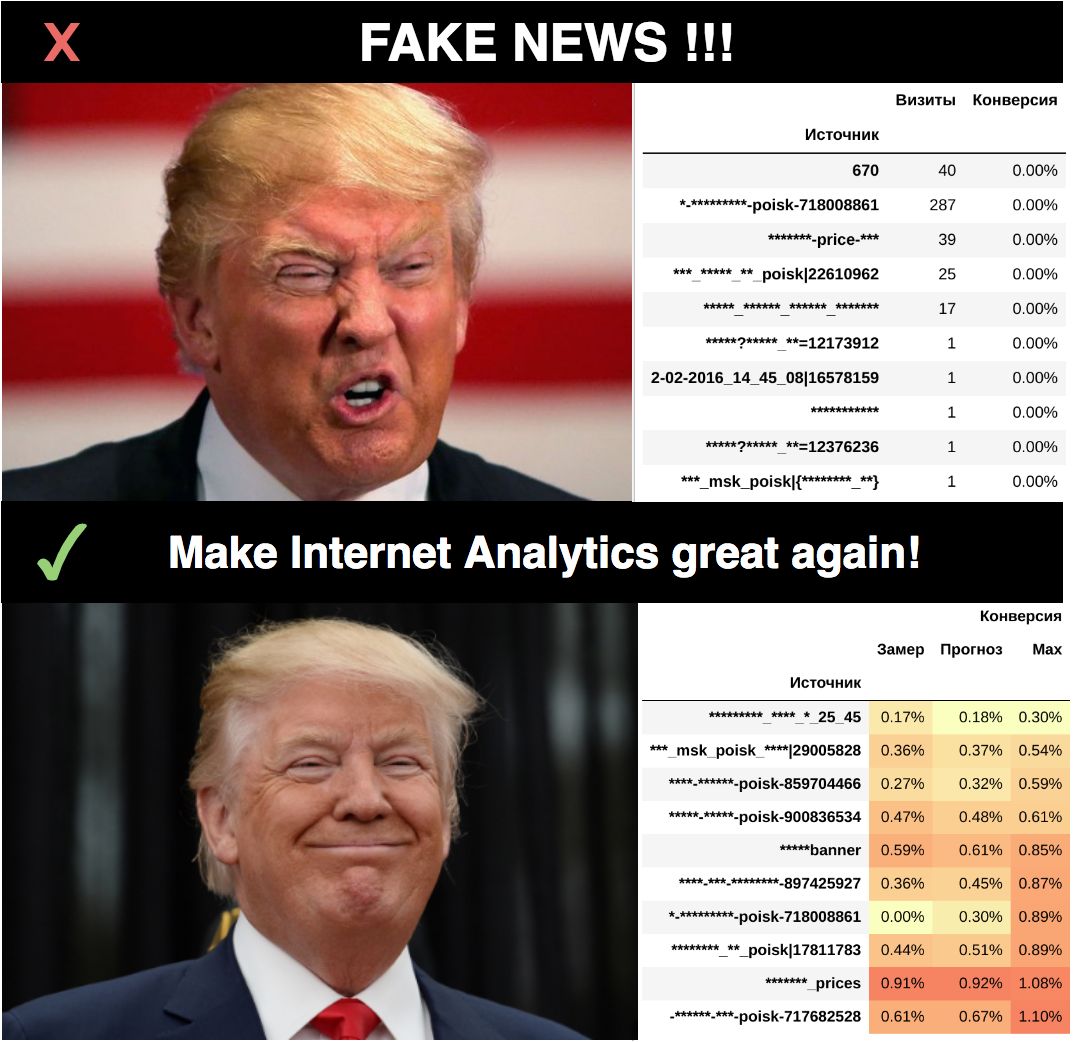 X FAKE NEWS !!!
Визиты Конверсия
Источник
670 40 0.00%
*-*********-poisk-718008861 287 0.00%
*******-price-*** 39 0.00%
***_*****_**_poisk|22610962 25 0.00%
*****_******_******_******* 17 0.00%
*****?*****_**=12173912 1 0.00%
2-02-2016_14_45_08|16578159 1 0.00%
*********** 1 0.00%
*****?*****_**=12376236 1 0.00%
***_msk_poisk|{********_**} 1 0.00%
✓ Make Internet Analytics great again!
Конверсия
Замер Прогноз Max
Источник
*********_****_*_25_45 0.17% 0.18% 0.30%
***_msk_poisk_****|29005828 0.36% 0.37% 0.54%
****-******-poisk-859704466 0.27% 0.32% 0.59%
*****-*****-poisk-900836534 0.47% 0.48% 0.61%
*****banner 0.59% 0.61% 0.85%
****-***-********-897425927 0.36% 0.45% 0.87%
*-*********-poisk-718008861 0.00% 0.30% 0.89%
********_**_poisk|17811783 0.44% 0.51% 0.89%
*******_prices 0.91% 0.92% 1.08%
-******-***-poisk-717682528 0.61% 0.67% 1.10%